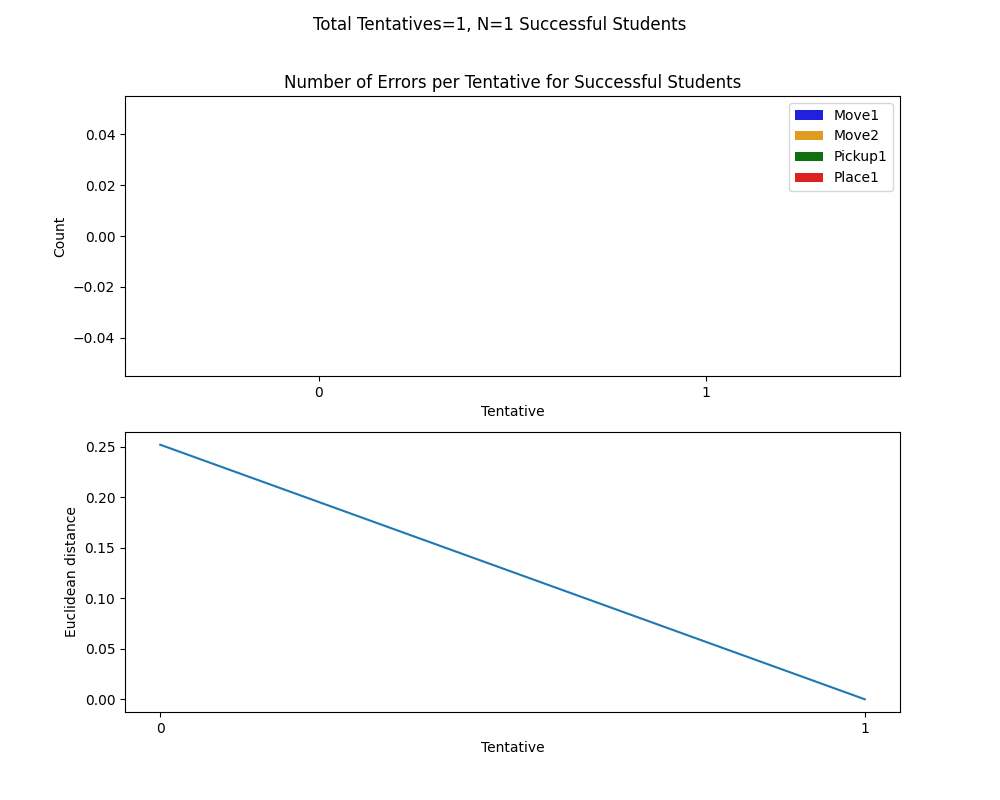 Total Tentatives=1, N=1 Successful Students
Number of Errors per Tentative for Successful Students
Move1
Move2
Pickup1
Place1
0.04
0.02
0.00
−0.02
−0.04
Count
0 1
Tentative
0.25
0.20
0.15
0.10
0.05
0.00
Euclidean distance
0 1
Tentative